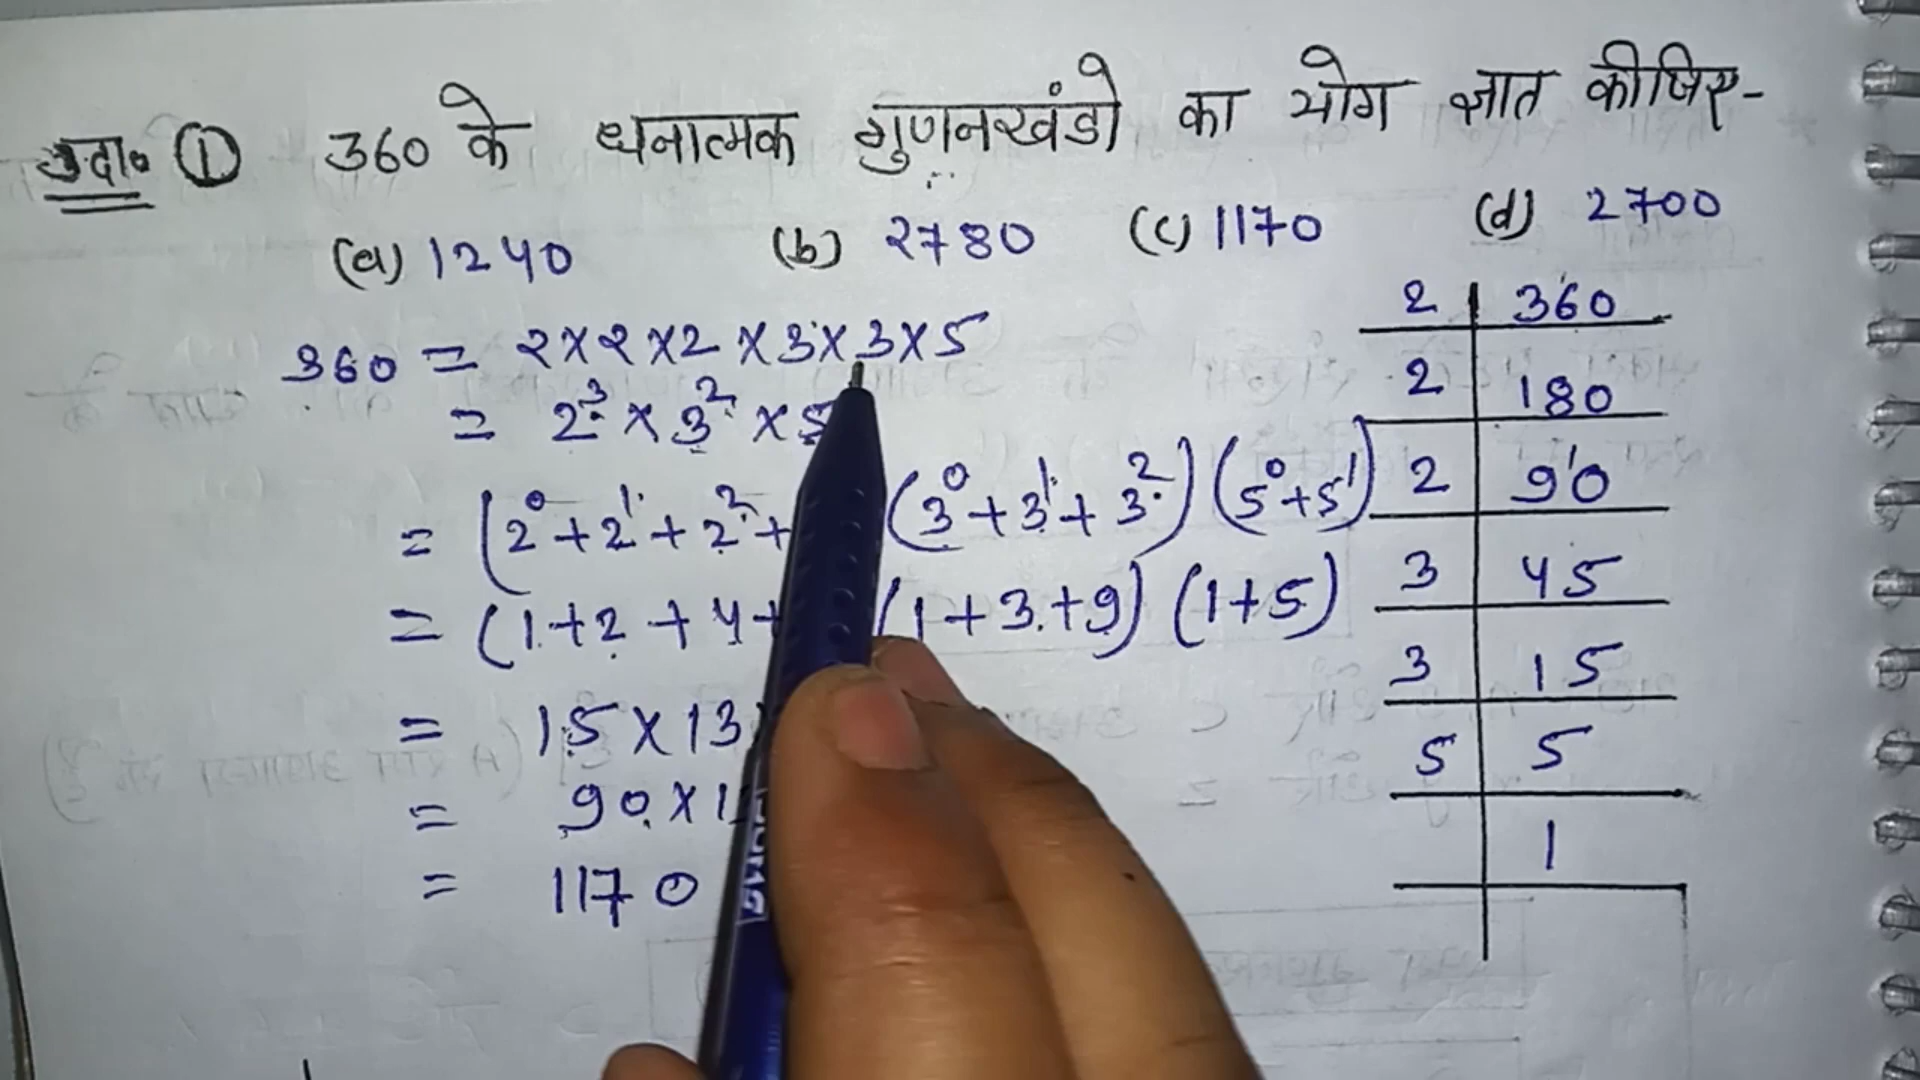 उदा० ① 360 के धनात्मक गुणनखंडो का योग ज्ञात कीजिए-
(a) 1240 (b) 2780 (c) 1170 (d) 2700
360 = 2×2×2×3×3×5
= 2³ × 3² × 5
= (2⁰+2¹+2²+ (3⁰+3¹+3²) (5⁰+5¹)
= (1+2+4+ (1+3+9) (1+5)
= 15×13
= 90×1
= 1170
2 | 360
2 | 180
2 | 90
3 | 45
3 | 15
5 | 5
| 1